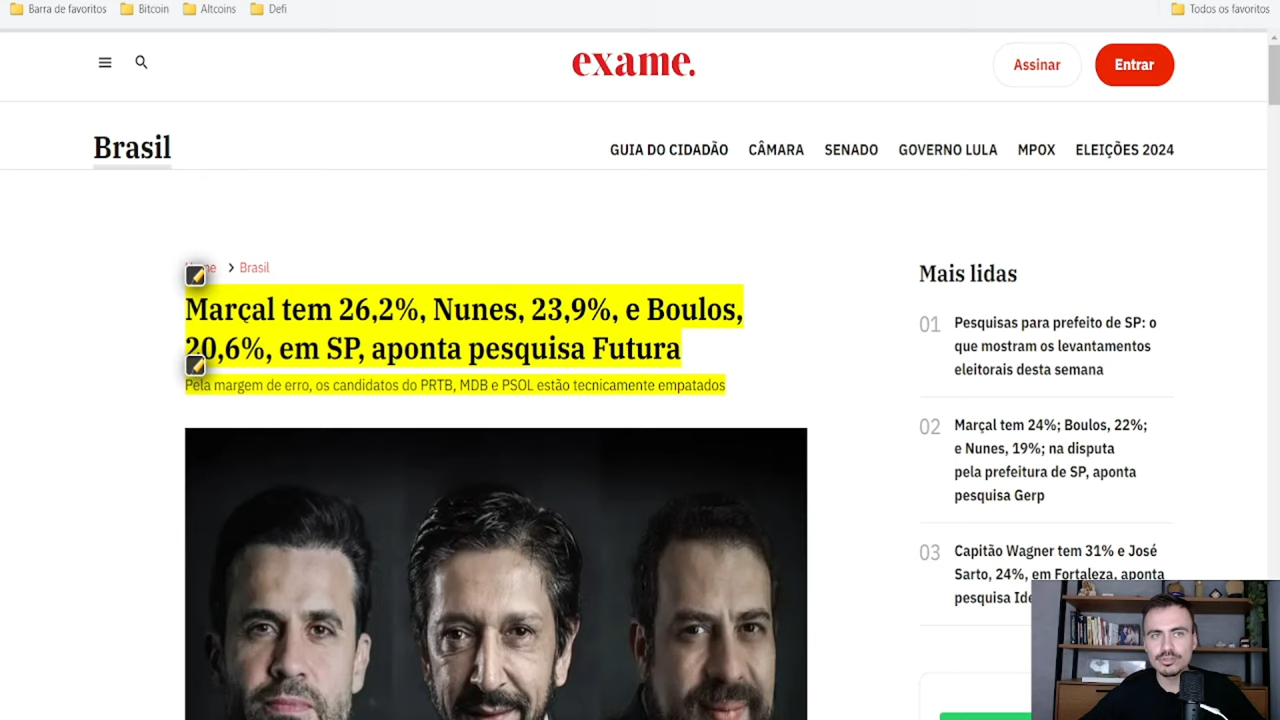 Barra de favoritos Bitcoin Altcoins Defi Todos os favoritos
exame.
Assinar Entrar
Brasil
GUIA DO CIDADÃO CÂMARA SENADO GOVERNO LULA MPOX ELEIÇÕES 2024
Brasil
Marçal tem 26,2%, Nunes, 23,9%, e Boulos,
20,6%, em SP, aponta pesquisa Futura
Pela margem de erro, os candidatos do PRTB, MDB e PSOL estão tecnicamente empatados
Mais lidas
01 Pesquisas para prefeito de SP: o
que mostram os levantamentos
eleitorais desta semana
02 Marçal tem 24%; Boulos, 22%;
e Nunes, 19%; na disputa
pela prefeitura de SP, aponta
pesquisa Gerp
03 Capitão Wagner tem 31% e José
Sarto, 24%, em Fortaleza, aponta
pesquisa